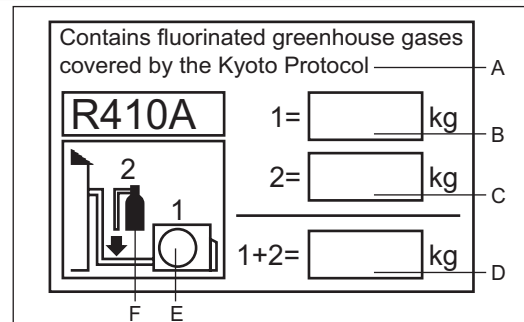 Contains fluorinated greenhouse gases
covered by the Kyoto Protocol
A
R410A
1=
kg
B
2
2=
kg
C
1
1+2=
kg
D
F
E